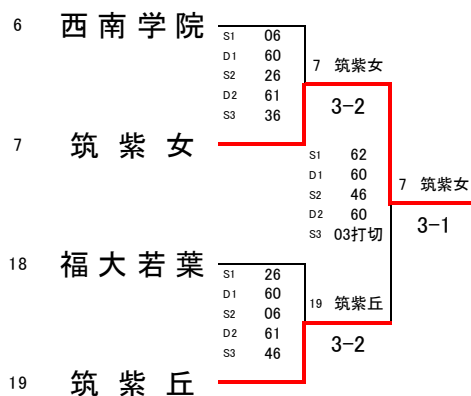 6 西南学院
S1 06
D1 60
S2 26
D2 61
S3 36
7 筑紫女
3-2
7 筑紫女
S1 62
D1 60
S2 46
D2 60
S3 03打切
7 筑紫女
3-1
18 福大若葉
S1 26
D1 60
S2 06
D2 61
S3 46
19 筑紫丘
3-2
19 筑紫丘